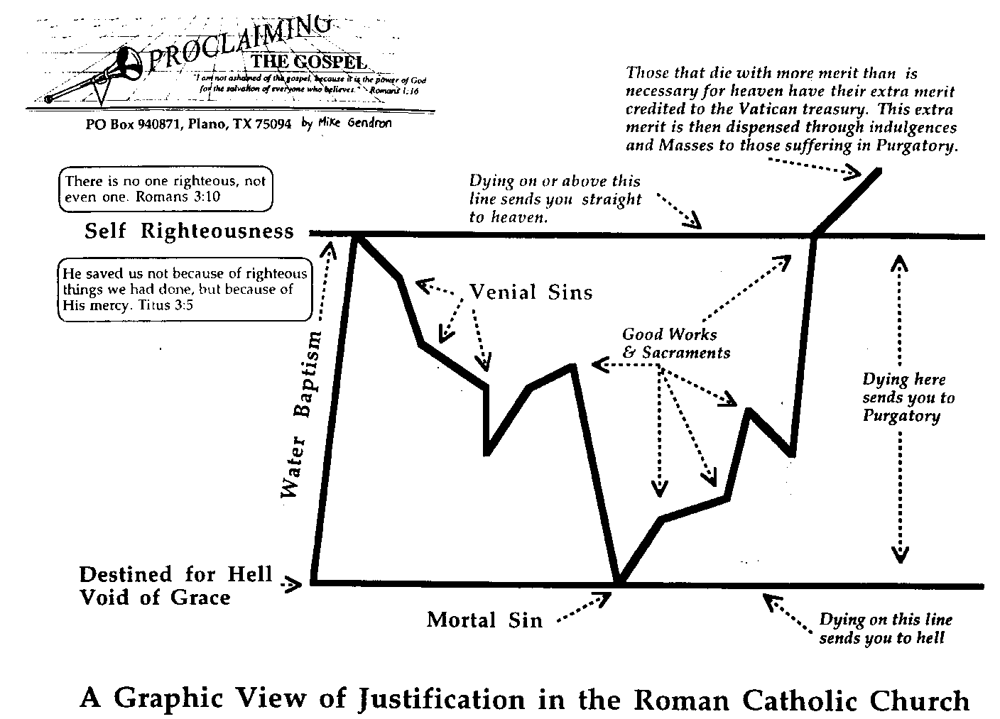 PROCLAIMING
THE GOSPEL
"I am not ashamed of the gospel, because it is the power of God
for the salvation of everyone who believes." - Romans 1:16
PO Box 940871, Plano, TX 75094 by Mike Gendron
Those that die with more merit than is
necessary for heaven have their extra merit
credited to the Vatican treasury. This extra
merit is then dispensed through indulgences
and Masses to those suffering in Purgatory.
There is no one righteous, not
even one. Romans 3:10
Dying on or above this
line sends you straight
to heaven.
Self Righteousness
He saved us not because of righteous
things we had done, but because of
His mercy. Titus 3:5
Water Baptism
Venial Sins
Good Works
& Sacraments
Dying here
sends you to
Purgatory
Destined for Hell
Void of Grace
Mortal Sin
Dying on this line
sends you to hell
A Graphic View of Justification in the Roman Catholic Church